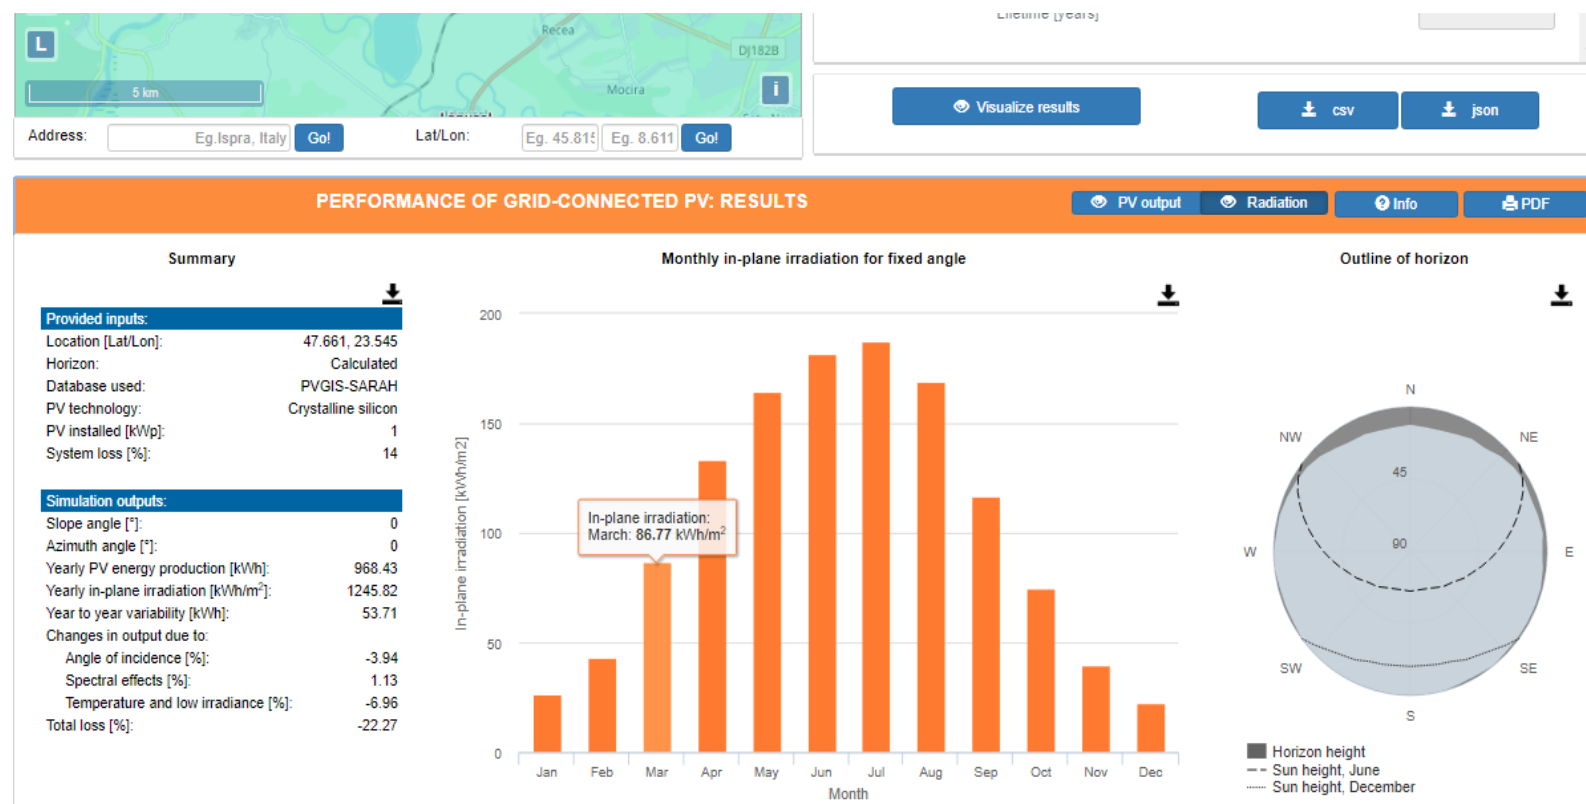 Recea
DJ182B
L
5 km
Mocira
i
Lifetime [years]
Address:
Eg.Ispra, Italy
Go!
Lat/Lon:
Eg. 45.815
Eg. 8.611
Go!
Visualize results
csv
json
PERFORMANCE OF GRID-CONNECTED PV: RESULTS
PV output
Radiation
Info
PDF
Summary
Provided inputs:
Location [Lat/Lon]: 47.661, 23.545
Horizon: Calculated
Database used: PVGIS-SARAH
PV technology: Crystalline silicon
PV installed [kWp]: 1
System loss [%]: 14
Simulation outputs:
Slope angle [°]: 0
Azimuth angle [°]: 0
Yearly PV energy production [kWh]: 968.43
Yearly in-plane irradiation [kWh/m²]: 1245.82
Year to year variability [kWh]: 53.71
Changes in output due to:
Angle of incidence [%]: -3.94
Spectral effects [%]: 1.13
Temperature and low irradiance [%]: -6.96
Total loss [%]: -22.27
Monthly in-plane irradiation for fixed angle
In-plane irradiation [kWh/m2]
200
150
100
50
0
In-plane irradiation:
March: 86.77 kWh/m²
Jan Feb Mar Apr May Jun Jul Aug Sep Oct Nov Dec
Month
Outline of horizon
N
NW
NE
45
W
90
E
SW
SE
S
Horizon height
Sun height, June
Sun height, December